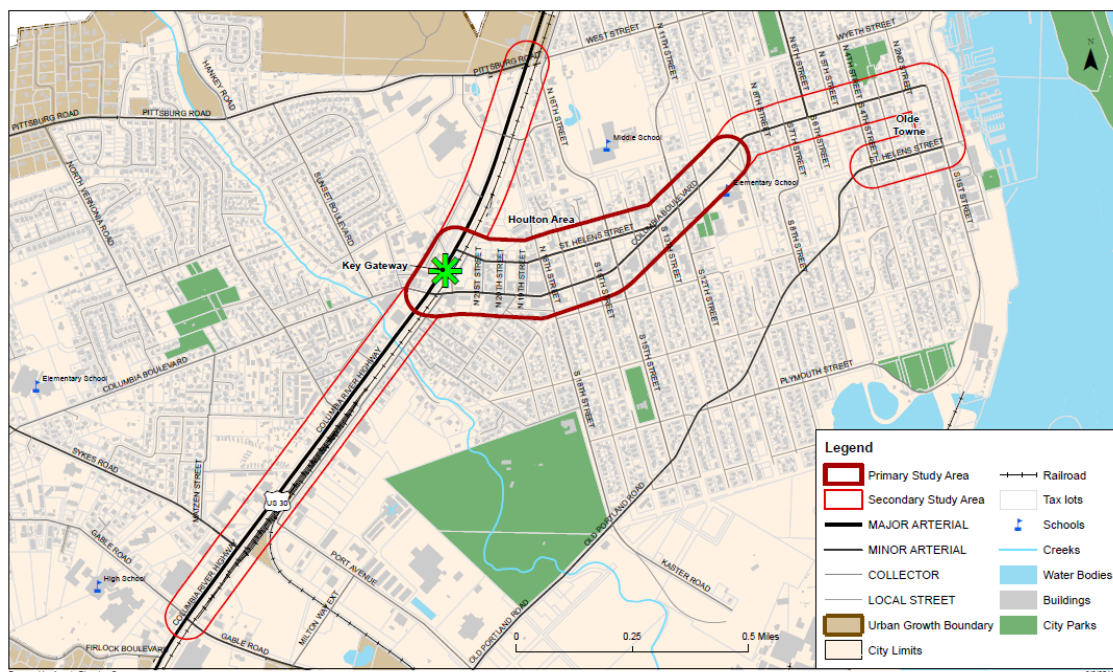 WEST STREET
WYETH STREET
N 11TH STREET
N 6TH STREET
N 5TH STREET
N 4TH STREET
N 2ND STREET
PITTSBURG ROAD
HANKEY ROAD
PITTSBURG ROAD
PITTSBURG ROAD
N 16TH STREET
N 8TH STREET
S 7TH STREET
S 6TH STREET
S 4TH STREET
Olde
Towne
Middle School
ST. HELENS STREET
NORTH VERNONIA ROAD
SUNSET BOULEVARD
Elementary School
S 1ST STREET
Houlton Area
COLUMBIA BOULEVARD
ST. HELENS STREET
S 13TH STREET
S 8TH STREET
Key Gateway
N 21ST STREET
N 20TH STREET
N 19TH STREET
N 18TH STREET
S 12TH STREET
S 15TH STREET
COLUMBIA BOULEVARD
Elementary School
PLYMOUTH STREET
S 18TH STREET
COLUMBIA RIVER HIGHWAY
SYKES ROAD
MATZEN STREET
US 30
GABLE ROAD
High School
COLUMBIA RIVER HIGHWAY
PORT AVENUE
MILTON WAY EXT
OLD PORTLAND ROAD
KASTER ROAD
OLD PORTLAND ROAD
FIRLOCK BOULEVARD
GABLE ROAD
0 0.25 0.5 Miles
N
Legend
Primary Study Area
Secondary Study Area
MAJOR ARTERIAL
MINOR ARTERIAL
COLLECTOR
LOCAL STREET
Urban Growth Boundary
City Limits
Railroad
Tax lots
Schools
Creeks
Water Bodies
Buildings
City Parks